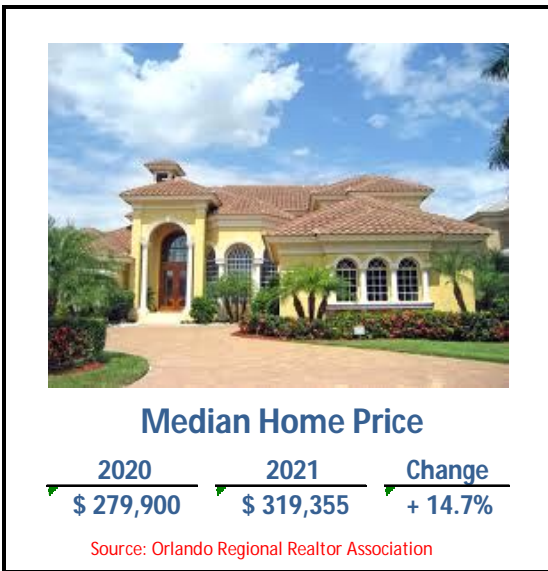 Median Home Price
2020 2021 Change
$ 279,900 $ 319,355 + 14.7%
Source: Orlando Regional Realtor Association